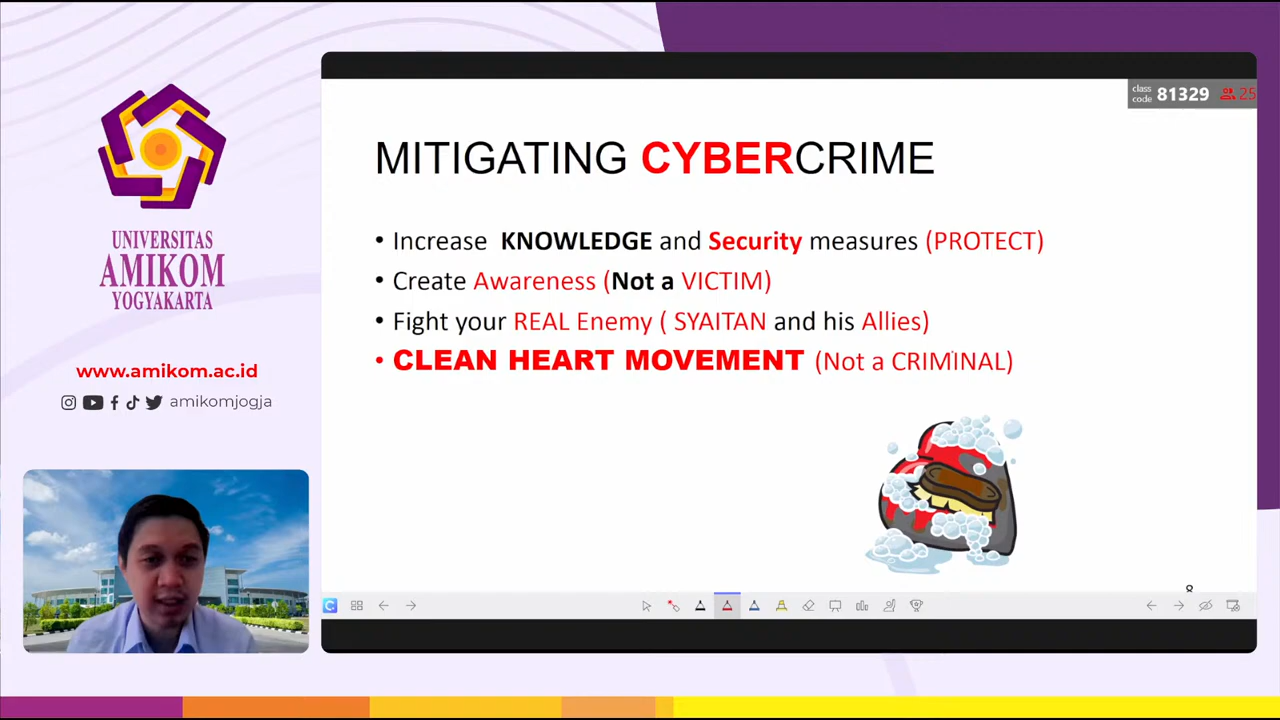 class
code 81329 25
MITIGATING CYBERCRIME
• Increase KNOWLEDGE and Security measures (PROTECT)
• Create Awareness (Not a VICTIM)
• Fight your REAL Enemy ( SYAITAN and his Allies)
• CLEAN HEART MOVEMENT (Not a CRIMINAL)
UNIVERSITAS
AMIKOM
YOGYAKARTA
www.amikom.ac.id
amikomjogja